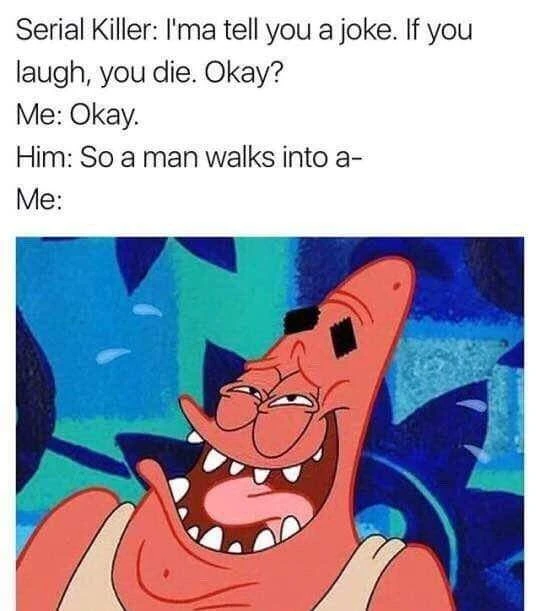 Serial Killer: I'ma tell you a joke. If you
laugh, you die. Okay?
Me: Okay.
Him: So a man walks into a-
Me: